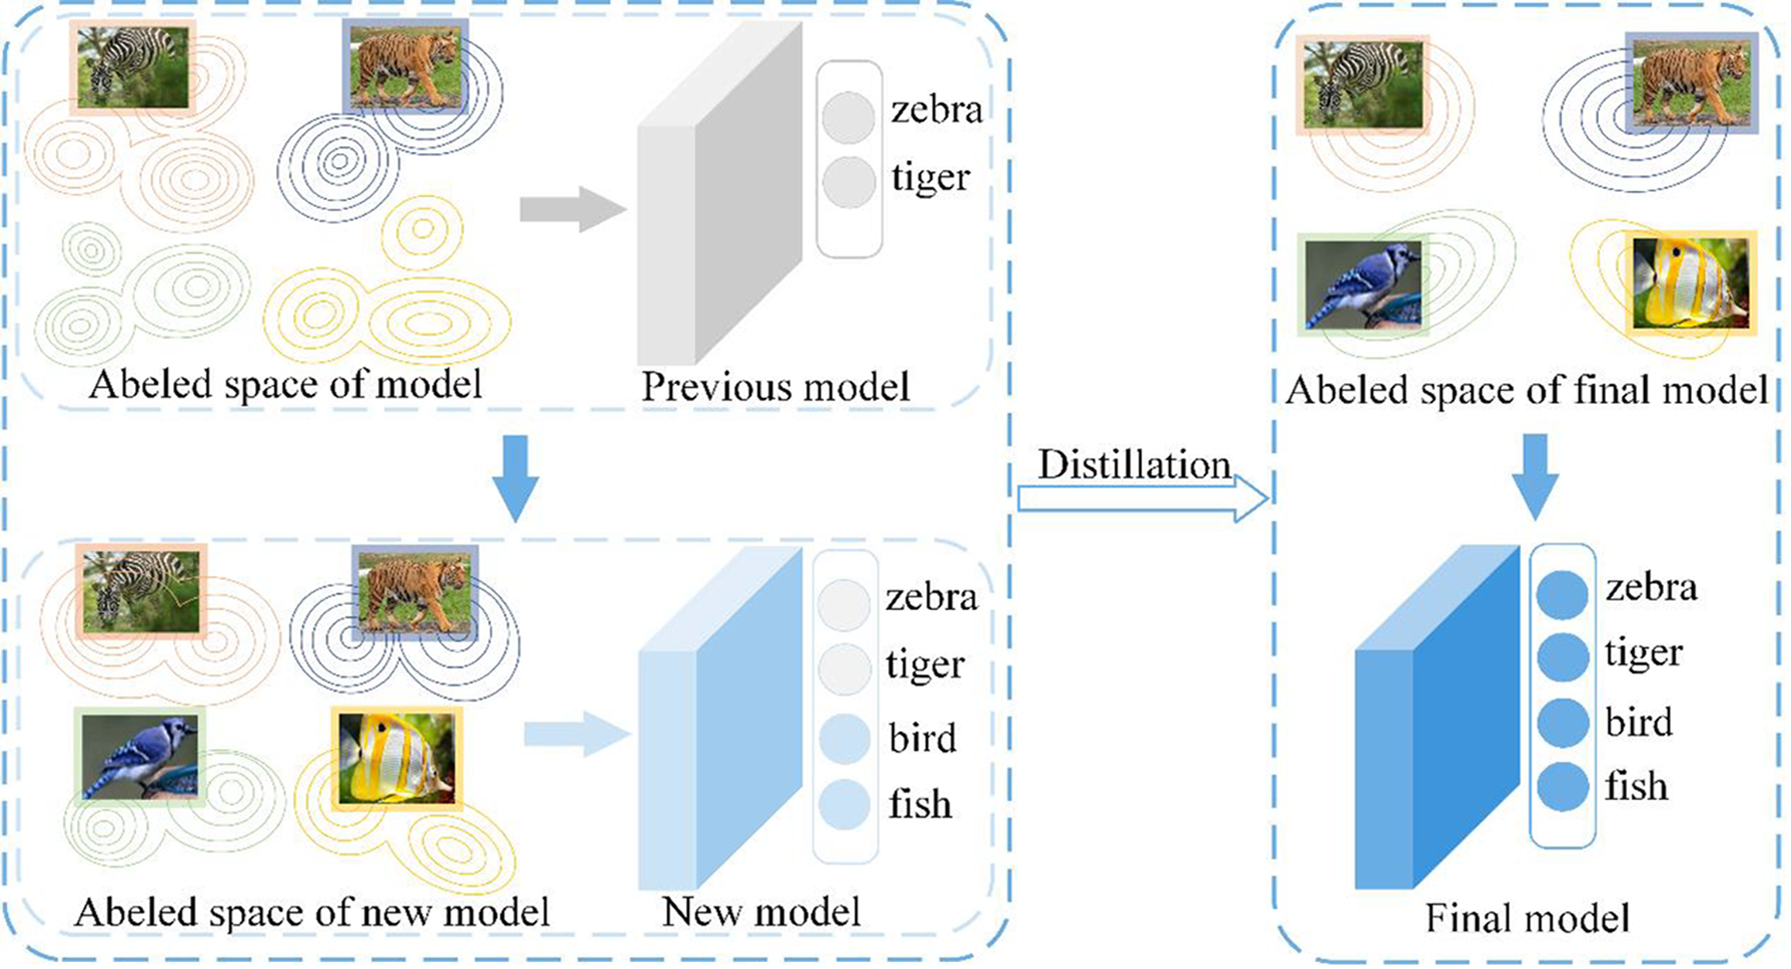 zebra
tiger
Abeled space of model
Previous model
zebra
tiger
bird
fish
Abeled space of new model
New model
Distillation
Abeled space of final model
zebra
tiger
bird
fish
Final model